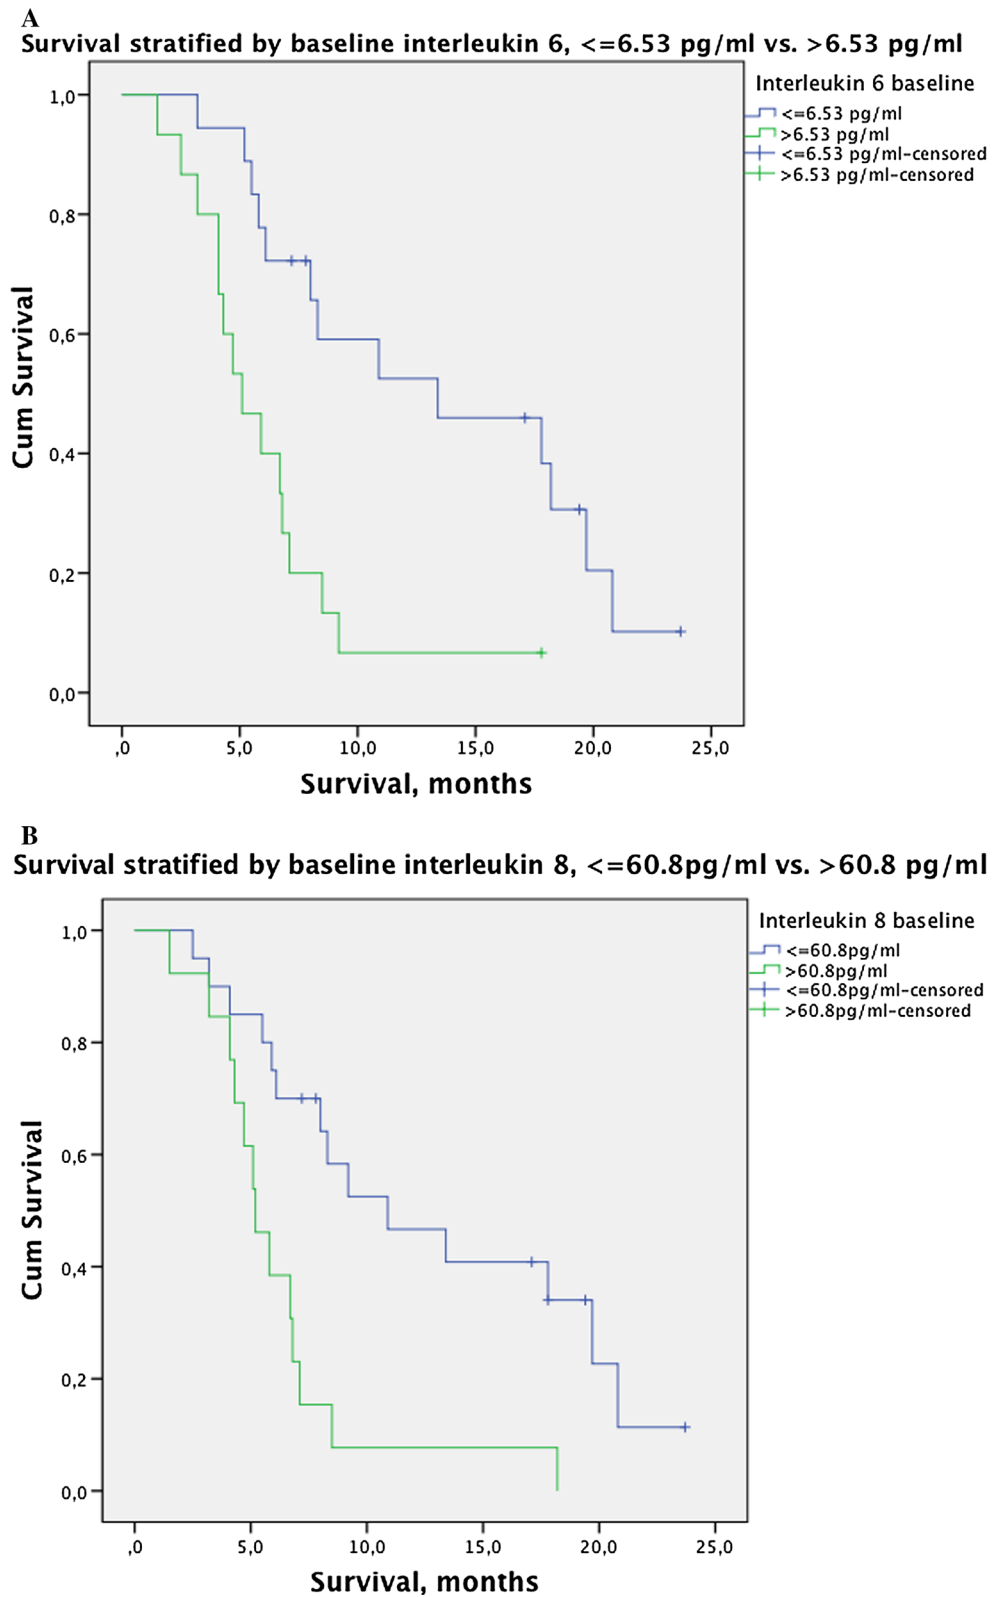 A
Survival stratified by baseline interleukin 6, <=6.53 pg/ml vs. >6.53 pg/ml
Interleukin 6 baseline
<=6.53 pg/ml
>6.53 pg/ml
<=6.53 pg/ml-censored
>6.53 pg/ml-censored
Cum Survival
1,0
0,8
0,6
0,4
0,2
0,0
,0 5,0 10,0 15,0 20,0 25,0
Survival, months
B
Survival stratified by baseline interleukin 8, <=60.8pg/ml vs. >60.8 pg/ml
Interleukin 8 baseline
<=60.8pg/ml
>60.8pg/ml
<=60.8pg/ml-censored
>60.8pg/ml-censored
Cum Survival
1,0
0,8
0,6
0,4
0,2
0,0
,0 5,0 10,0 15,0 20,0 25,0
Survival, months